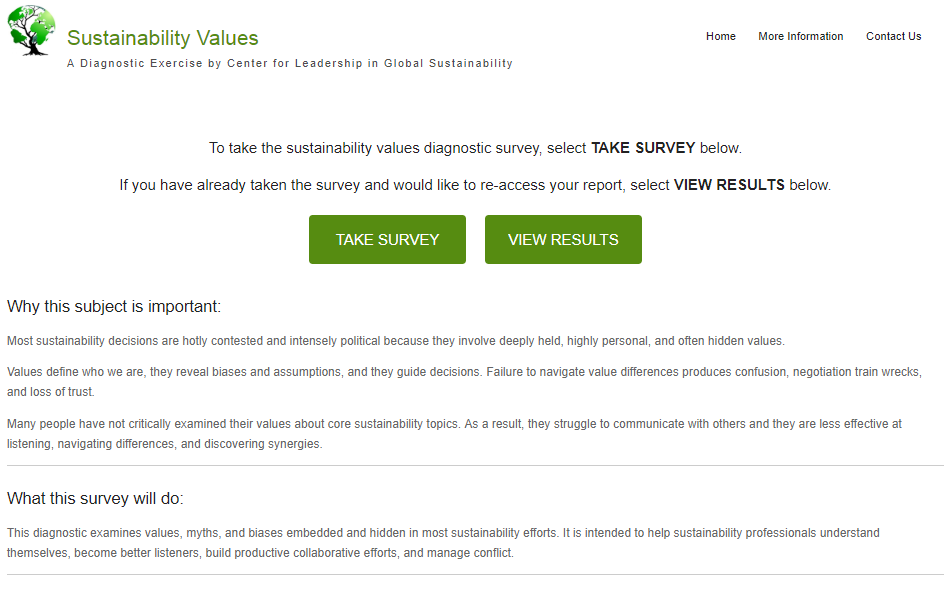 Sustainability Values
A Diagnostic Exercise by Center for Leadership in Global Sustainability
Home
More Information
Contact Us
To take the sustainability values diagnostic survey, select TAKE SURVEY below.
If you have already taken the survey and would like to re-access your report, select VIEW RESULTS below.
TAKE SURVEY
VIEW RESULTS
Why this subject is important:
Most sustainability decisions are hotly contested and intensely political because they involve deeply held, highly personal, and often hidden values.
Values define who we are, they reveal biases and assumptions, and they guide decisions. Failure to navigate value differences produces confusion, negotiation train wrecks,
and loss of trust.
Many people have not critically examined their values about core sustainability topics. As a result, they struggle to communicate with others and they are less effective at
listening, navigating differences, and discovering synergies.
What this survey will do:
This diagnostic examines values, myths, and biases embedded and hidden in most sustainability efforts. It is intended to help sustainability professionals understand
themselves, become better listeners, build productive collaborative efforts, and manage conflict.